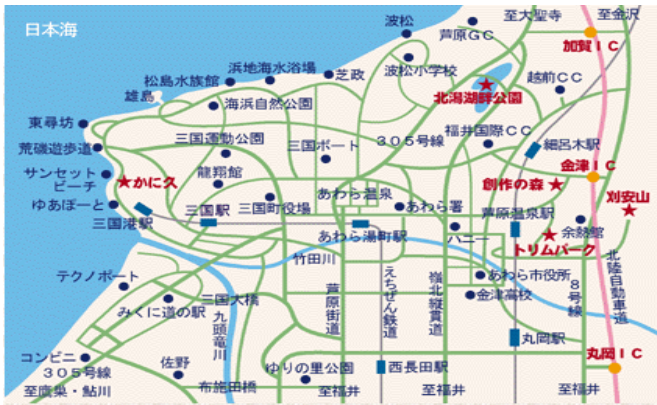 日本海
波松
芦原GC
至大聖寺
至金沢
加賀IC
浜地海水浴場
芝政
波松小学校
松島水族館
越前CC
雄島
北潟湖畔公園
海浜自然公園
東尋坊
三国運動公園
305号線
福井国際CC
荒磯遊歩道
三国ボート
細呂木駅
サンセット
ビーチ
★かに久
龍翔館
金津IC
創作の森★
刈安山
ゆあぽーと
三国駅
三国町役場
あわら温泉
あわら署
芦原温泉駅
三国港駅
余熱館
あわら湯町駅
ハニー
トリムパーク
竹田川
テクノポート
あわら市役所
金津高校
みくに道の駅
三国大橋
九頭竜川
芦原街道
えちぜん鉄道
嶺北縦貫道
8号線
北陸自動車道
丸岡駅
丸岡IC
コンビニ
305号線
佐野
ゆりの里公園
西長田駅
至鷹巣・鮎川
布施田橋
至福井
至福井
至福井